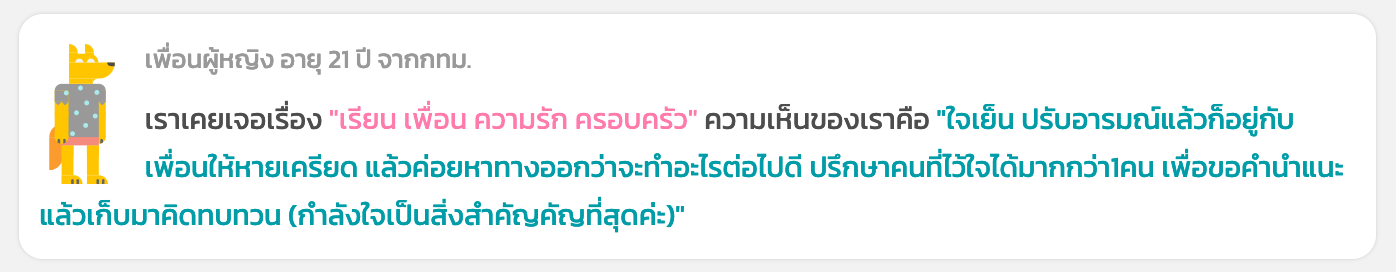 เพื่อนผู้หญิง อายุ 21 ปี จากกทม.
เราเคยเจอเรื่อง "เรียน เพื่อน ความรัก ครอบครัว" ความเห็นของเราคือ "ใจเย็น ปรับอารมณ์แล้วก็อยู่กับ
เพื่อนให้หายเครียด แล้วค่อยหาทางออกว่าจะทำอะไรต่อไปดี ปรึกษาคนที่ไว้ใจได้มากกว่า1คน เพื่อขอคำนำแนะ
แล้วเก็บมาคิดทบทวน (กำลังใจเป็นสิ่งสำคัญคัญที่สุดค่ะ)"